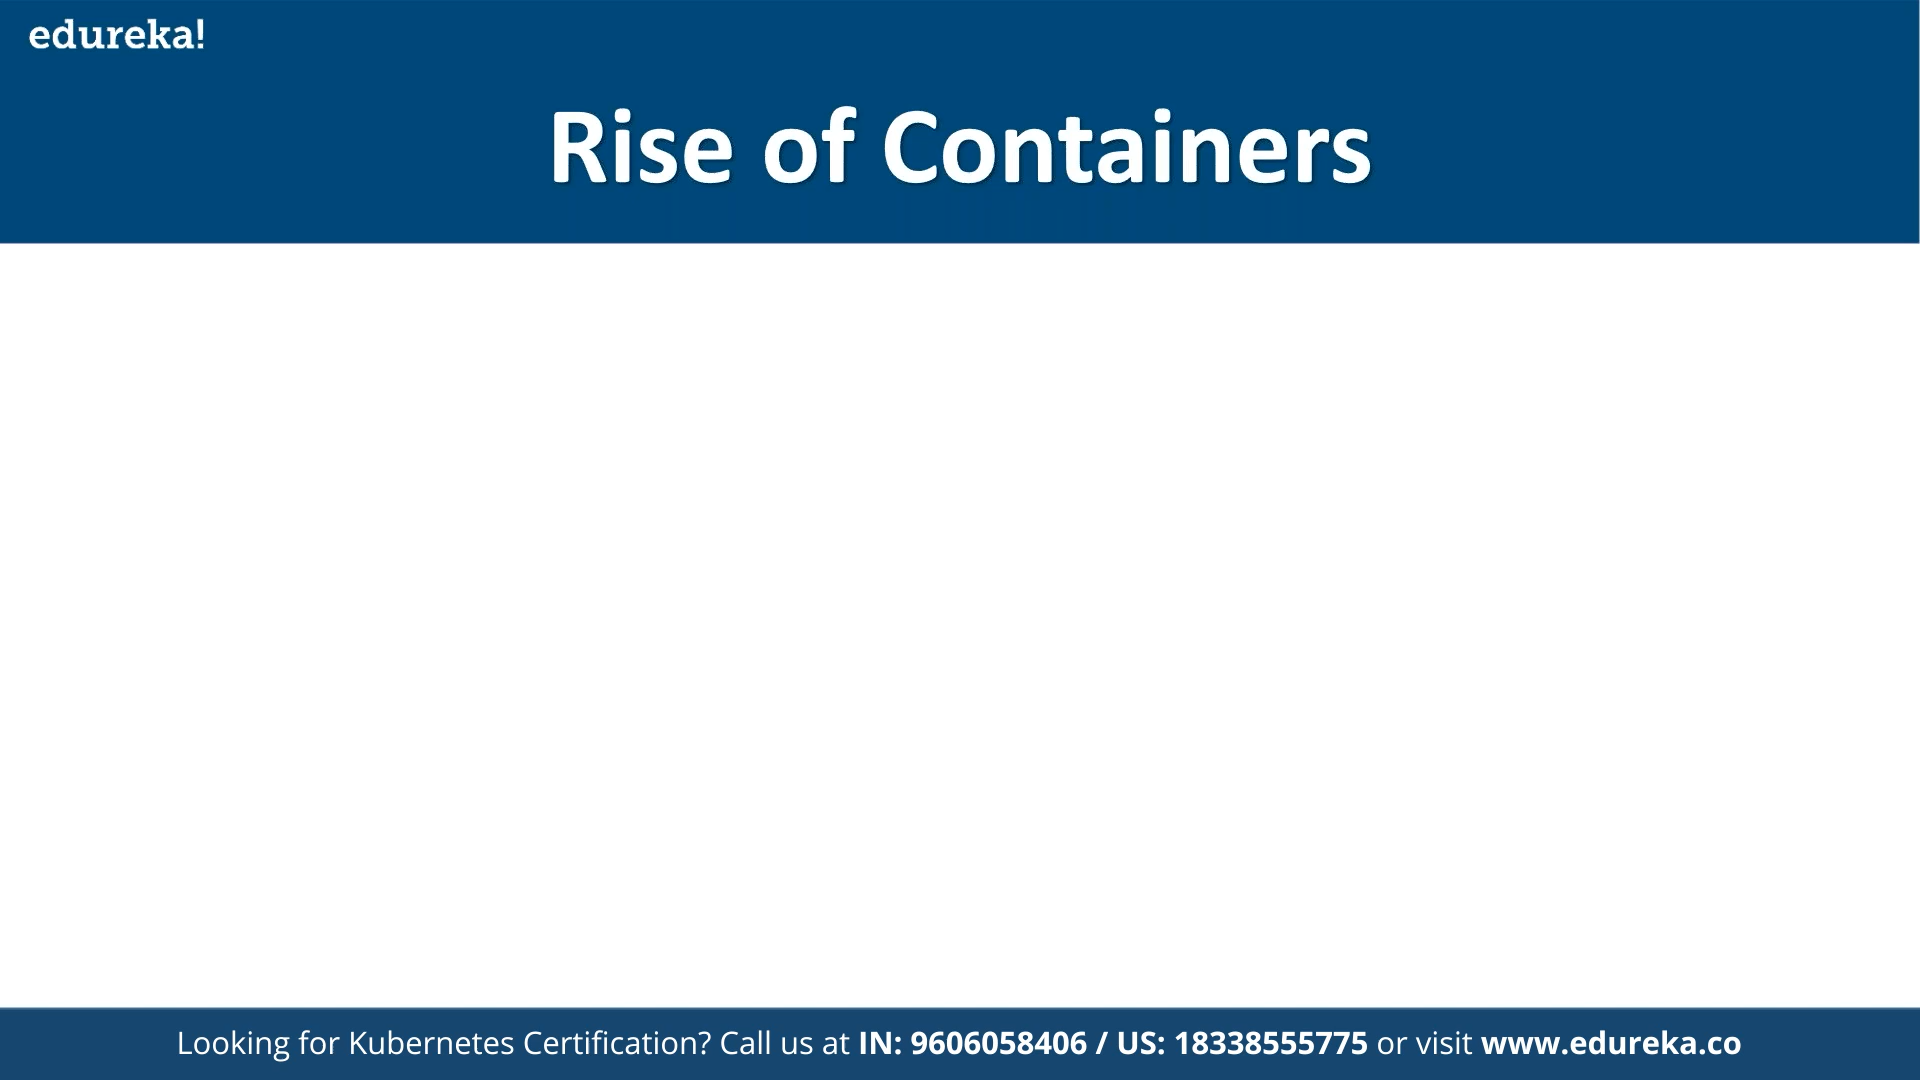 edureka!
Rise of Containers
Looking for Kubernetes Certification? Call us at IN: 9606058406 / US: 18338555775 or visit www.edureka.co